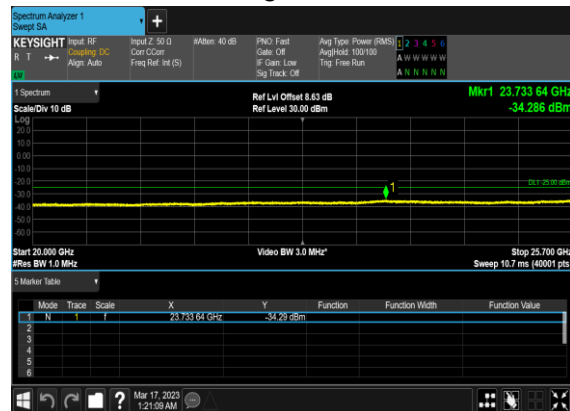 Spectrum Analyzer 1
Swept SA
+
KEYSIGHT
R T
LW
Input: RF
Coupling: DC
Align: Auto
Input Z: 50 Ω
Corr CCorr
Freq Ref: Int (S)
#Atten: 40 dB
PNO: Fast
Gate: Off
IF Gain: Low
Sig Track: Off
Avg Type: Power (RMS)
Avg|Hold: 100/100
Trig: Free Run
1 2 3 4 5 6
A W W W W W
A N N N N N
1 Spectrum
Scale/Div 10 dB
Ref Lvl Offset 8.63 dB
Ref Level 30.00 dBm
Mkr1 23.733 64 GHz
-34.286 dBm
Log
20.0
10.0
0.00
-10.0
-20.0
-30.0
-40.0
-50.0
-60.0
1
Start 20.000 GHz
#Res BW 1.0 MHz
Video BW 3.0 MHz*
Stop 25.700 GHz
Sweep 10.7 ms (40001 pts)
5 Marker Table
Mode Trace Scale X Y Function Function Width Function Value
1 N 1 f 23.733 64 GHz -34.29 dBm
2
3
4
5
6
?
Mar 17, 2023
1:21:09 AM